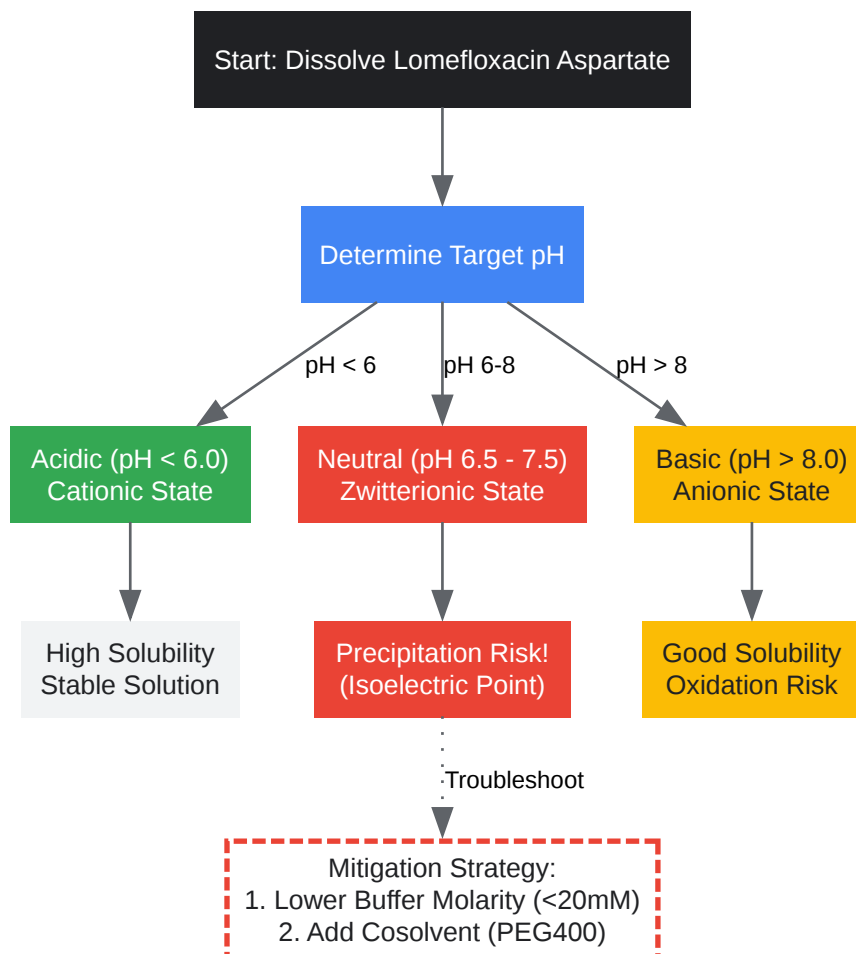 Start: Dissolve Lomefloxacin Aspartate
Determine Target pH
pH < 6
pH 6-8
pH > 8
Acidic (pH < 6.0)
Cationic State
Neutral (pH 6.5 - 7.5)
Zwitterionic State
Basic (pH > 8.0)
Anionic State
High Solubility
Stable Solution
Precipitation Risk!
(Isoelectric Point)
Good Solubility
Oxidation Risk
Troubleshoot
Mitigation Strategy:
1. Lower Buffer Molarity (<20mM)
2. Add Cosolvent (PEG400)